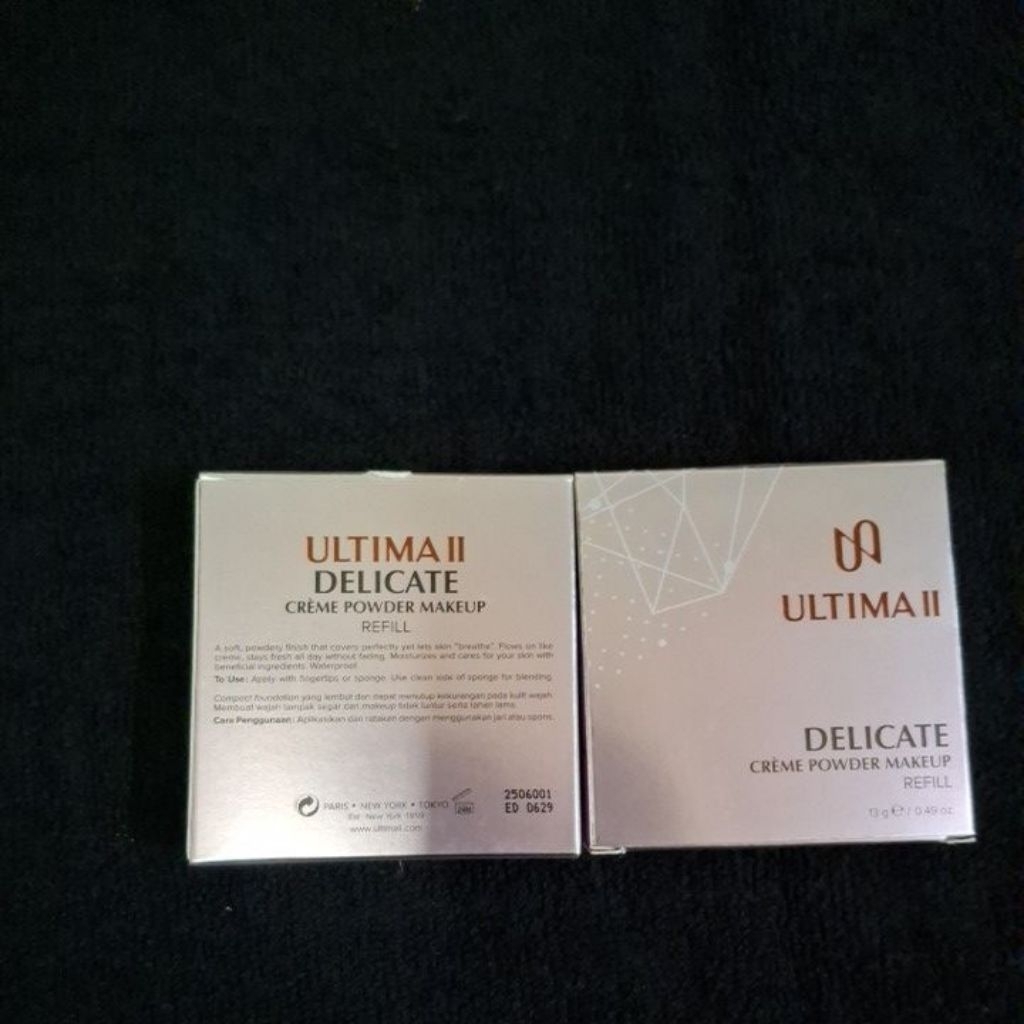 ULTIMA II
DELICATE
CRÈME POWDER MAKEUP
REFILL
A soft, powdery finish that covers perfectly yet lets skin "breathe". Flows on like
creme, stays fresh all day without fading. Moisturizes and cares for your skin with
beneficial ingredients. Waterproof.
To Use: Apply with fingertips or sponge. Use clean side of sponge for blending.
Compact foundation yang lembut dan dapat menutup kekurangan pada kulit wajah.
Membuat wajah tampak segar dan makeup tidak luntur serta tahan lama.
Cara Penggunaan: Aplikasikan dan ratakan dengan menggunakan jari atau spons.
PARIS • NEW YORK • TOKYO
Est. New York 1959
www.ultimaII.com
24M
2506001
ED 0629
ULTIMA II
DELICATE
CRÈME POWDER MAKEUP
REFILL
13 g ℮ / 0.49 oz.